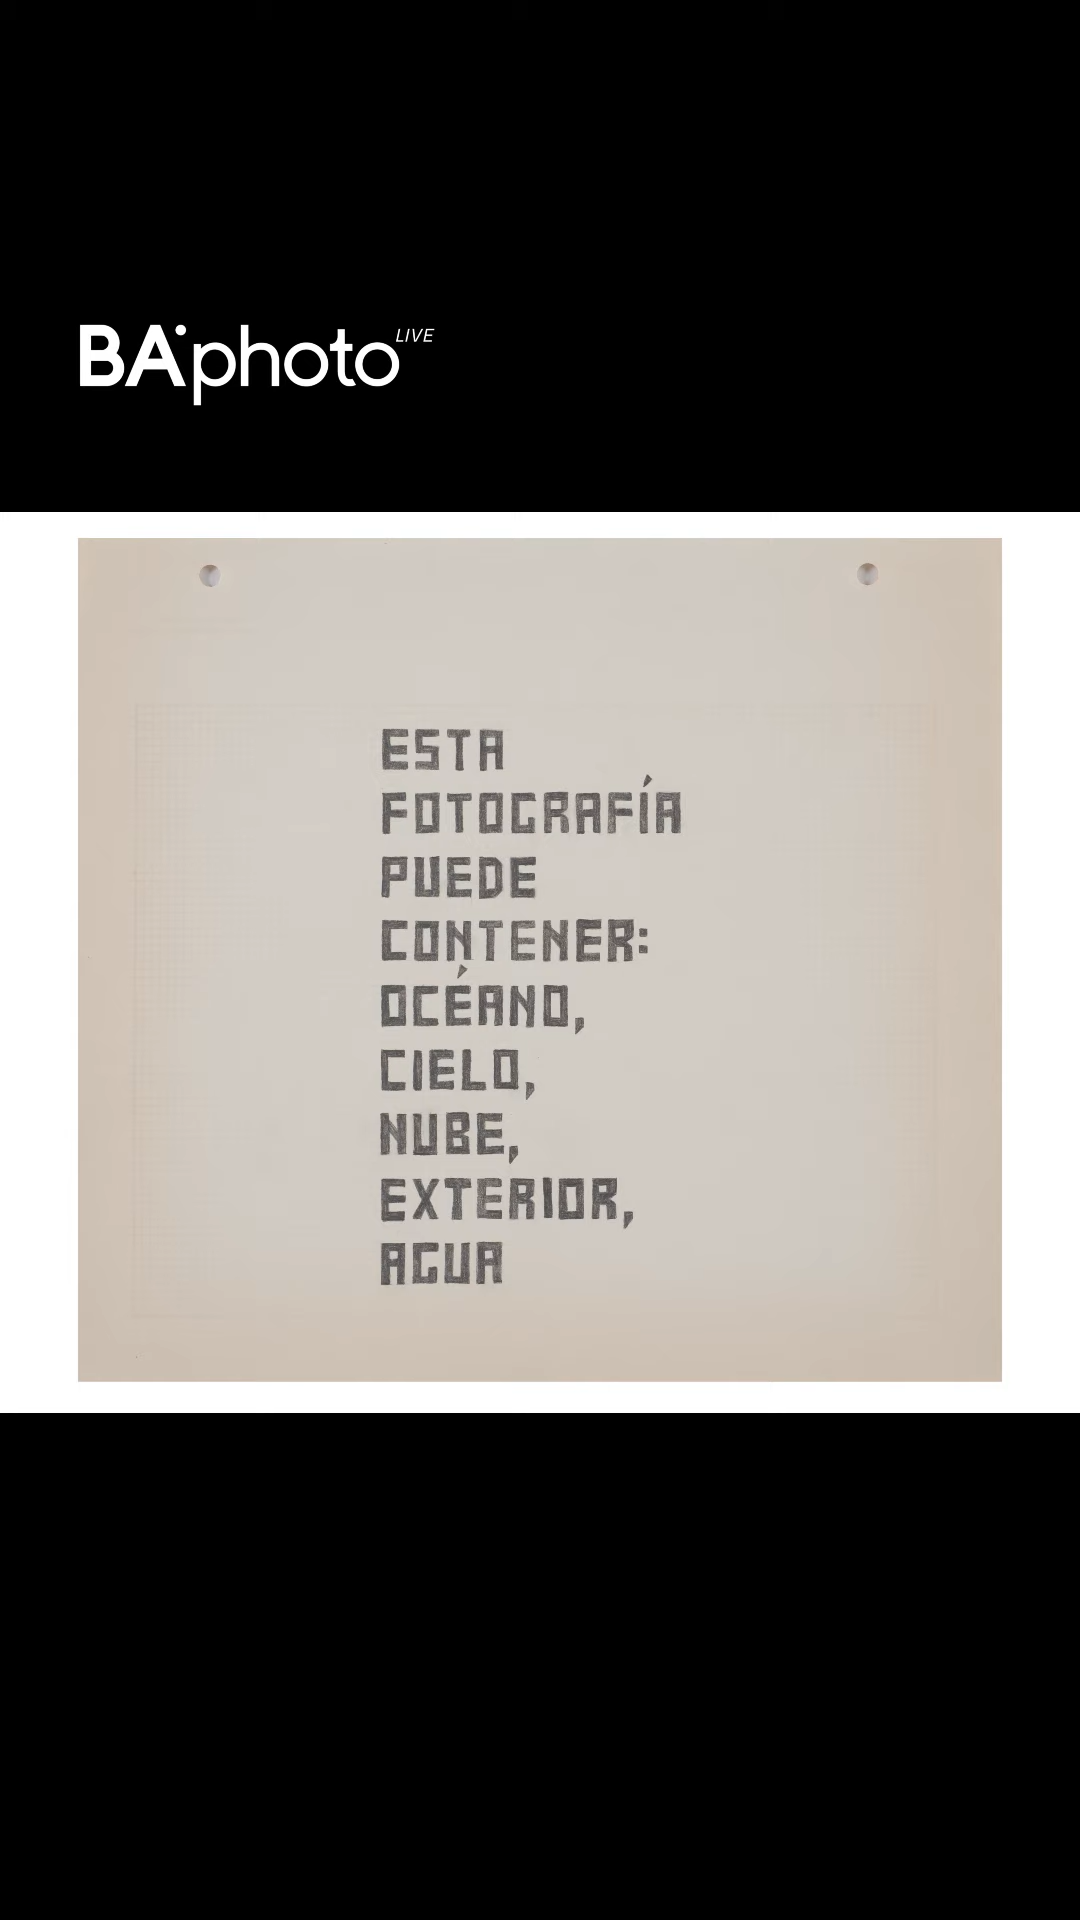 BAphoto LIVE
ESTA
FOTOGRAFÍA
PUEDE
CONTENER:
OCÉANO,
CIELO,
NUBE,
EXTERIOR,
AGUA